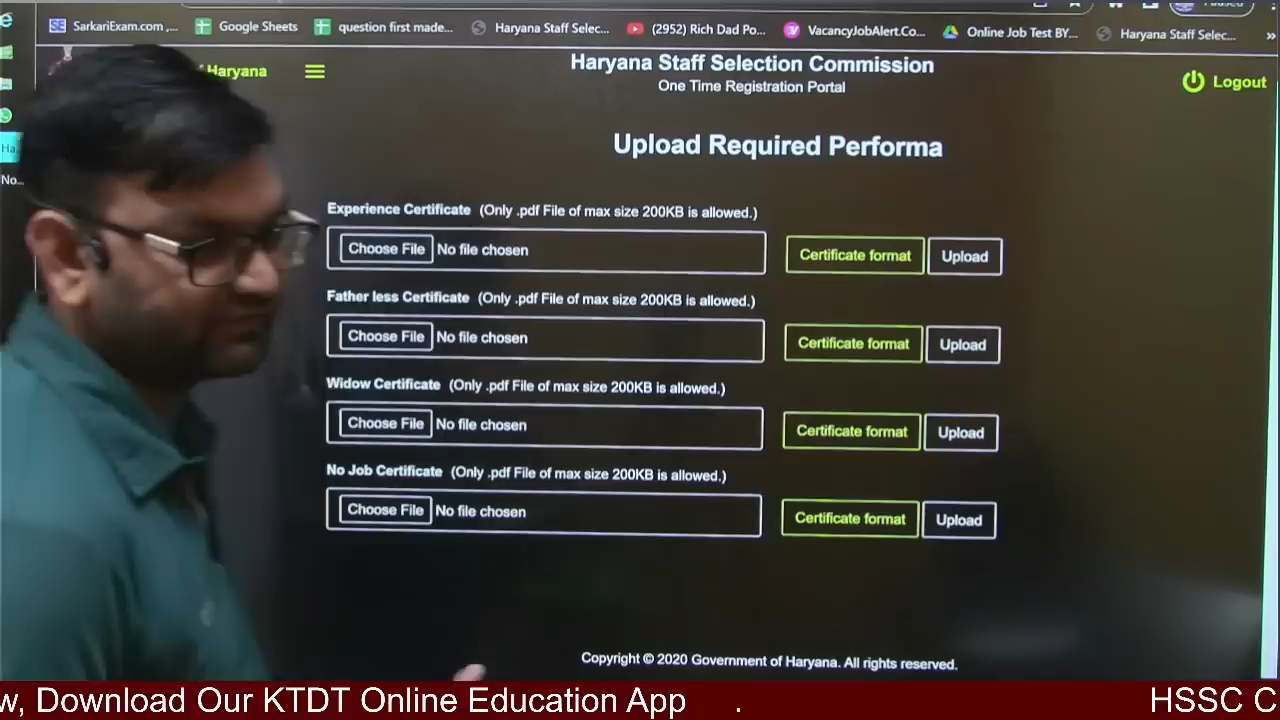 SarkariExam.com ,...
Google Sheets
question first made...
Haryana Staff Selec...
(2952) Rich Dad Po...
VacancyJobAlert.Co...
Online Job Test BY...
Haryana Staff Selec...
»
Haryana
Haryana Staff Selection Commission
One Time Registration Portal
Logout
Ha
No...
Upload Required Performa
Experience Certificate (Only .pdf File of max size 200KB is allowed.)
Choose File No file chosen Certificate format Upload
Father less Certificate (Only .pdf File of max size 200KB is allowed.)
Choose File No file chosen Certificate format Upload
Widow Certificate (Only .pdf File of max size 200KB is allowed.)
Choose File No file chosen Certificate format Upload
No Job Certificate (Only .pdf File of max size 200KB is allowed.)
Choose File No file chosen Certificate format Upload
Copyright © 2020 Government of Haryana. All rights reserved.
w, Download Our KTDT Online Education App . HSSC C